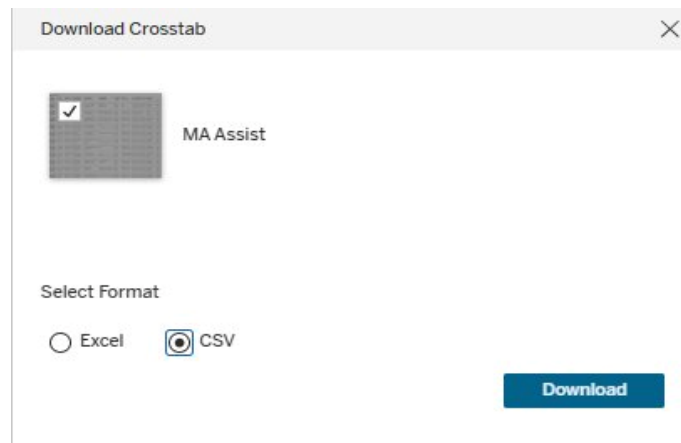 Download Crosstab
MA Assist
Select Format
Excel CSV
Download